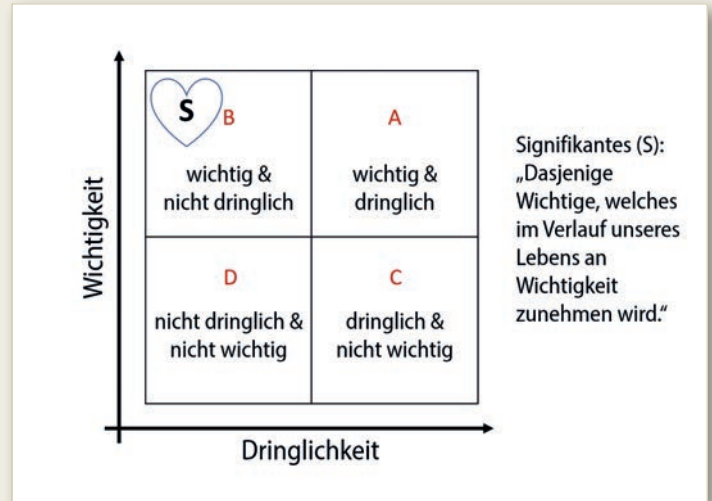 Wichtigkeit
S
B
wichtig &
nicht dringlich
A
wichtig &
dringlich
D
nicht dringlich &
nicht wichtig
C
dringlich &
nicht wichtig
Dringlichkeit
Signifikantes (S):
„Dasjenige
Wichtige, welches
im Verlauf unseres
Lebens an
Wichtigkeit
zunehmen wird.“